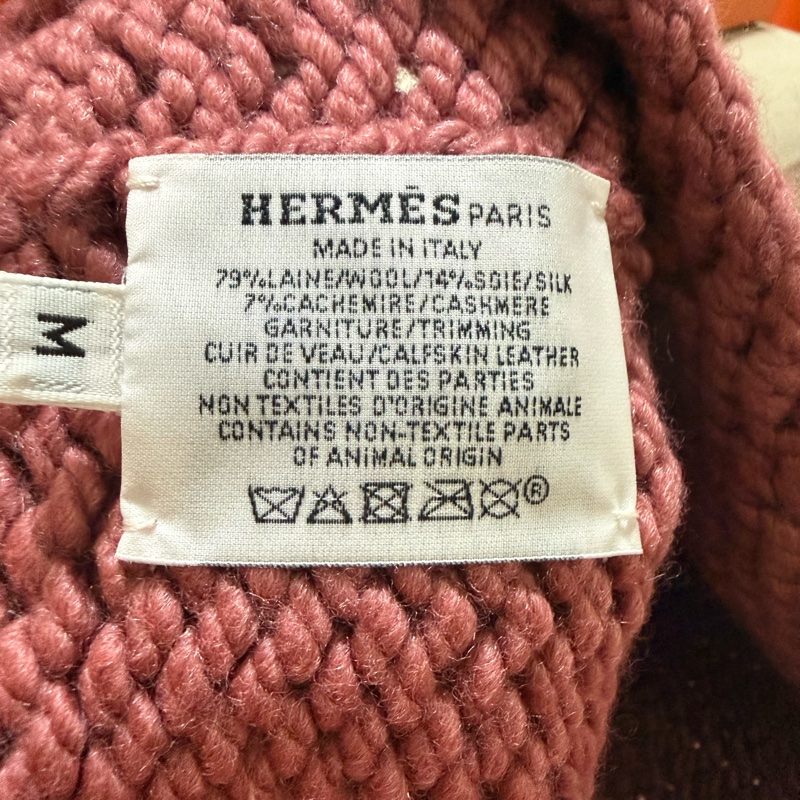 HERMÈS PARIS
MADE IN ITALY
79%LAINE/WOOL/14%SOIE/SILK
7%CACHEMIRE/CASHMERE
GARNITURE/TRIMMING
CUIR DE VEAU/CALFSKIN LEATHER
CONTIENT DES PARTIES
NON TEXTILES D'ORIGINE ANIMALE
CONTAINS NON-TEXTILE PARTS
OF ANIMAL ORIGIN
®
M